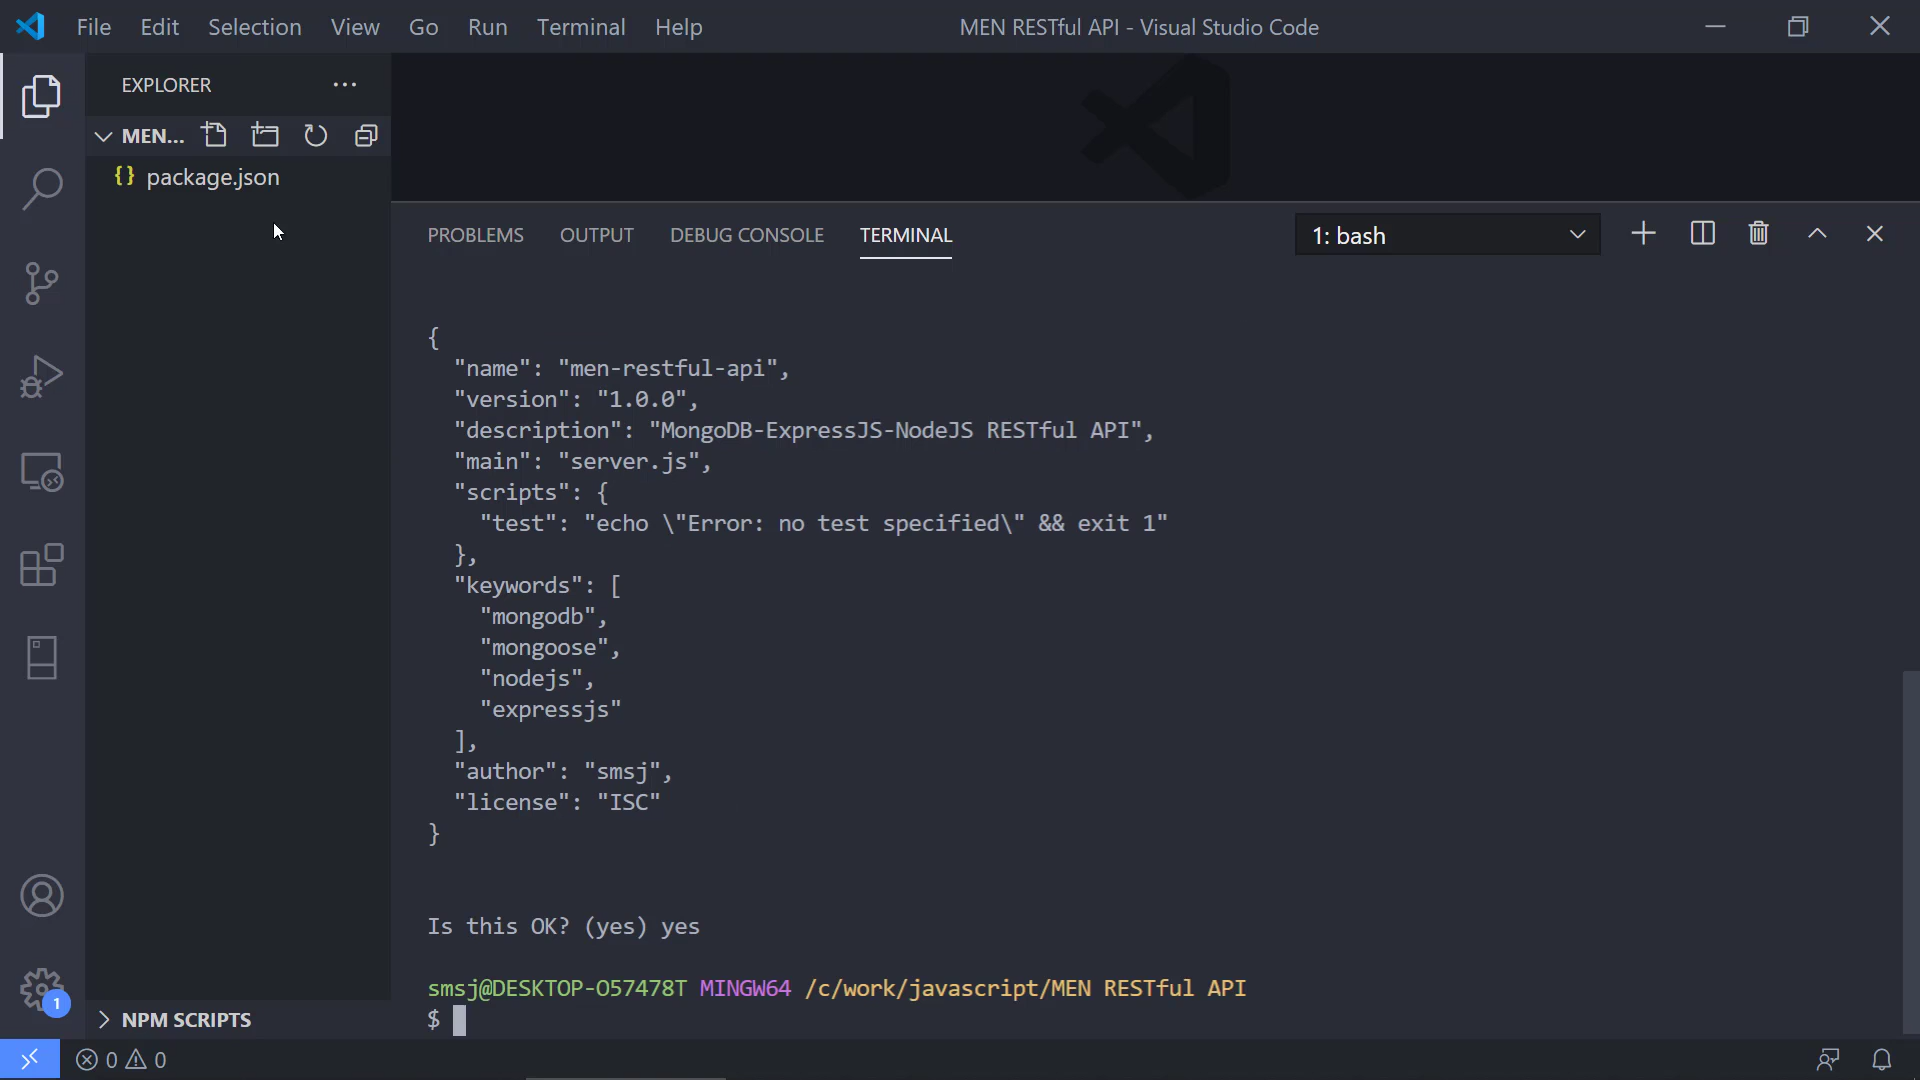 File Edit Selection View Go Run Terminal Help MEN RESTful API - Visual Studio Code
EXPLORER
MEN...
{} package.json
PROBLEMS OUTPUT DEBUG CONSOLE TERMINAL 1: bash
{
"name": "men-restful-api",
"version": "1.0.0",
"description": "MongoDB-ExpressJS-NodeJS RESTful API",
"main": "server.js",
"scripts": {
"test": "echo \"Error: no test specified\" && exit 1"
},
"keywords": [
"mongodb",
"mongoose",
"nodejs",
"expressjs"
],
"author": "smsj",
"license": "ISC"
}
Is this OK? (yes) yes
smsj@DESKTOP-O57478T MINGW64 /c/work/javascript/MEN RESTful API
$
1
NPM SCRIPTS
0 0